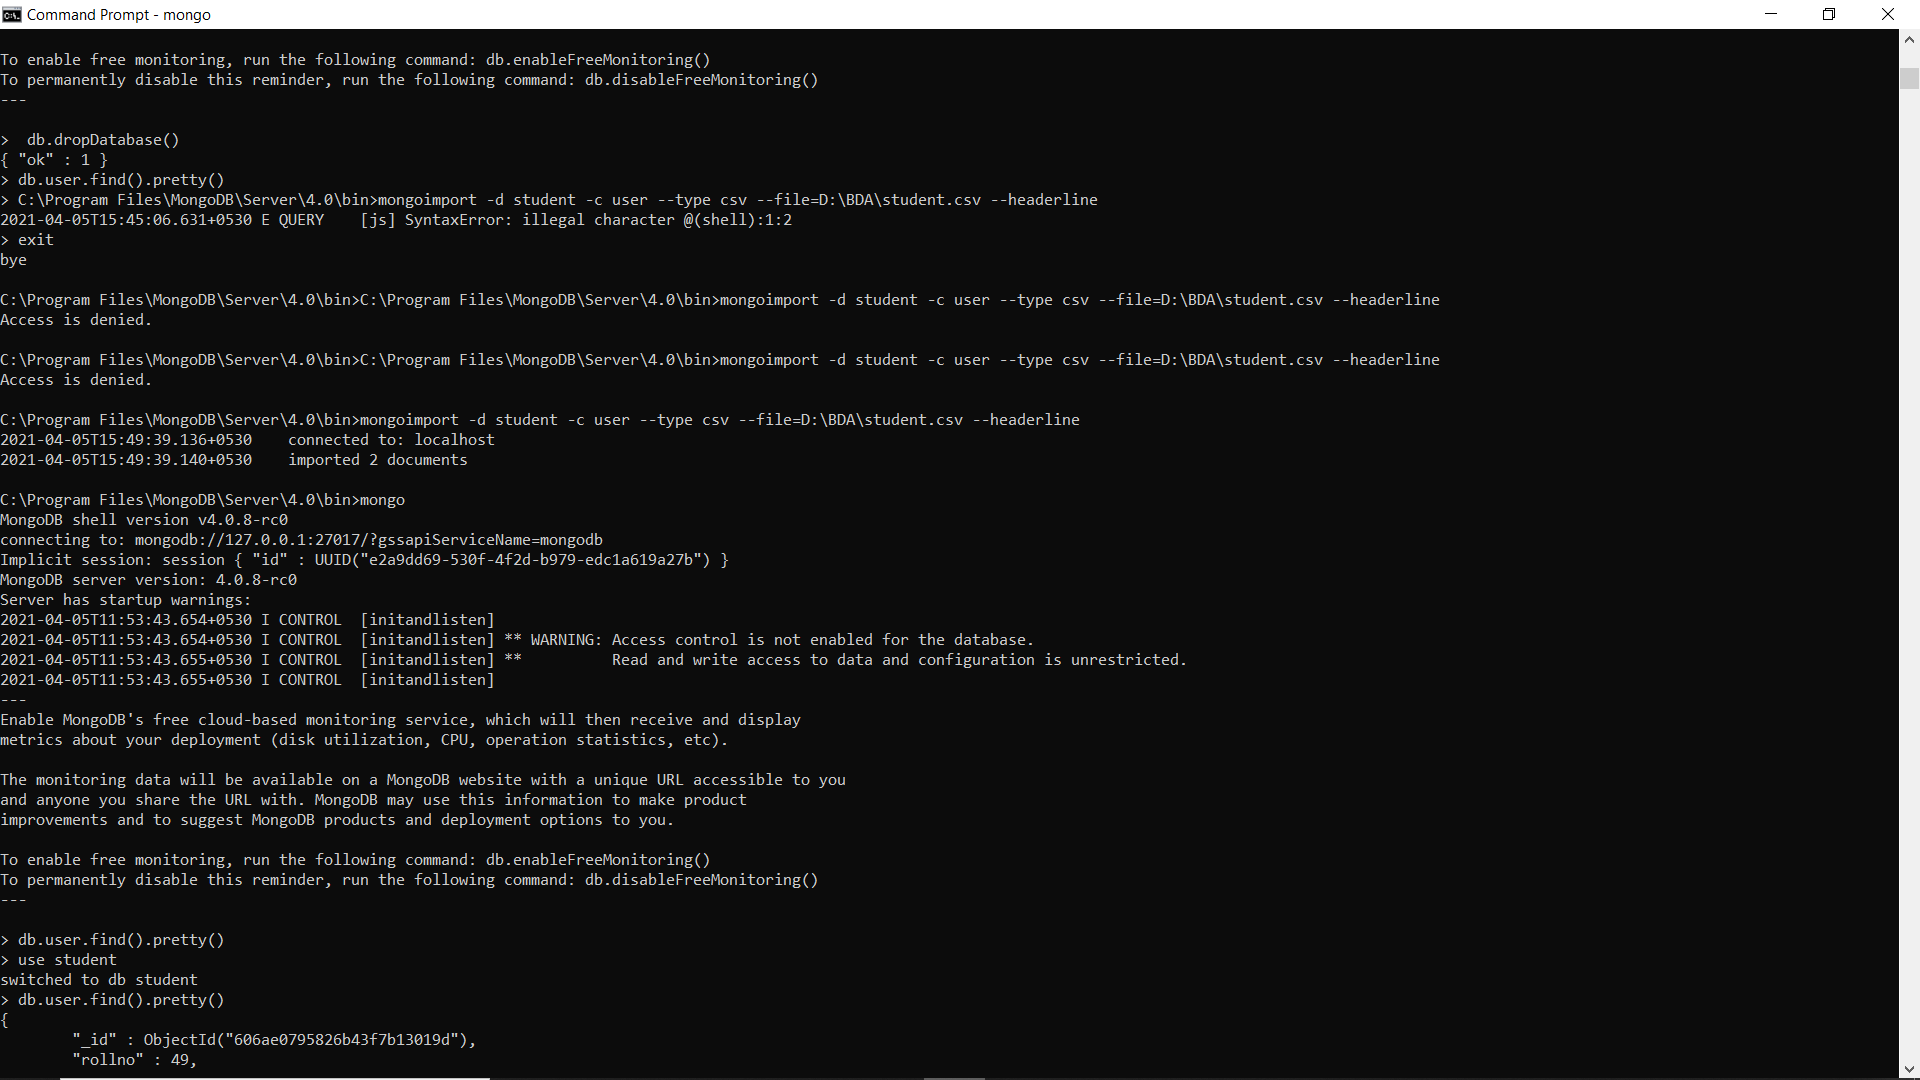 Command Prompt - mongo
To enable free monitoring, run the following command: db.enableFreeMonitoring()
To permanently disable this reminder, run the following command: db.disableFreeMonitoring()
---
>  db.dropDatabase()
{ "ok" : 1 }
> db.user.find().pretty()
> C:\Program Files\MongoDB\Server\4.0\bin>mongoimport -d student -c user --type csv --file=D:\BDA\student.csv --headerline
2021-04-05T15:45:06.631+0530 E QUERY    [js] SyntaxError: illegal character @(shell):1:2
> exit
bye
C:\Program Files\MongoDB\Server\4.0\bin>C:\Program Files\MongoDB\Server\4.0\bin>mongoimport -d student -c user --type csv --file=D:\BDA\student.csv --headerline
Access is denied.
C:\Program Files\MongoDB\Server\4.0\bin>C:\Program Files\MongoDB\Server\4.0\bin>mongoimport -d student -c user --type csv --file=D:\BDA\student.csv --headerline
Access is denied.
C:\Program Files\MongoDB\Server\4.0\bin>mongoimport -d student -c user --type csv --file=D:\BDA\student.csv --headerline
2021-04-05T15:49:39.136+0530    connected to: localhost
2021-04-05T15:49:39.140+0530    imported 2 documents
C:\Program Files\MongoDB\Server\4.0\bin>mongo
MongoDB shell version v4.0.8-rc0
connecting to: mongodb://127.0.0.1:27017/?gssapiServiceName=mongodb
Implicit session: session { "id" : UUID("e2a9dd69-530f-4f2d-b979-edc1a619a27b") }
MongoDB server version: 4.0.8-rc0
Server has startup warnings:
2021-04-05T11:53:43.654+0530 I CONTROL  [initandlisten]
2021-04-05T11:53:43.654+0530 I CONTROL  [initandlisten] ** WARNING: Access control is not enabled for the database.
2021-04-05T11:53:43.655+0530 I CONTROL  [initandlisten] **          Read and write access to data and configuration is unrestricted.
2021-04-05T11:53:43.655+0530 I CONTROL  [initandlisten]
---
Enable MongoDB's free cloud-based monitoring service, which will then receive and display
metrics about your deployment (disk utilization, CPU, operation statistics, etc).
The monitoring data will be available on a MongoDB website with a unique URL accessible to you
and anyone you share the URL with. MongoDB may use this information to make product
improvements and to suggest MongoDB products and deployment options to you.
To enable free monitoring, run the following command: db.enableFreeMonitoring()
To permanently disable this reminder, run the following command: db.disableFreeMonitoring()
---
> db.user.find().pretty()
> use student
switched to db student
> db.user.find().pretty()
{
        "_id" : ObjectId("606ae0795826b43f7b13019d"),
        "rollno" : 49,